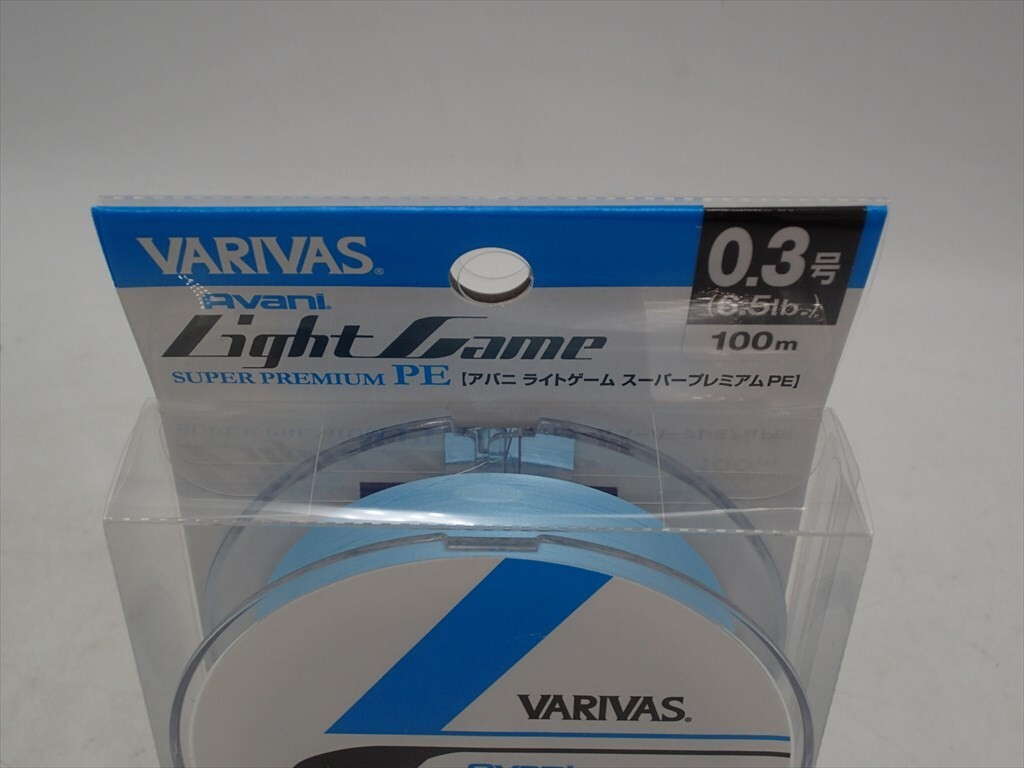 VARIVAS®
Avani
Light Game
SUPER PREMIUM PE 【アバニ ライトゲーム スーパープレミアムPE】
0.3号
(6.5lb.)
100m
VARIVAS®
Avani